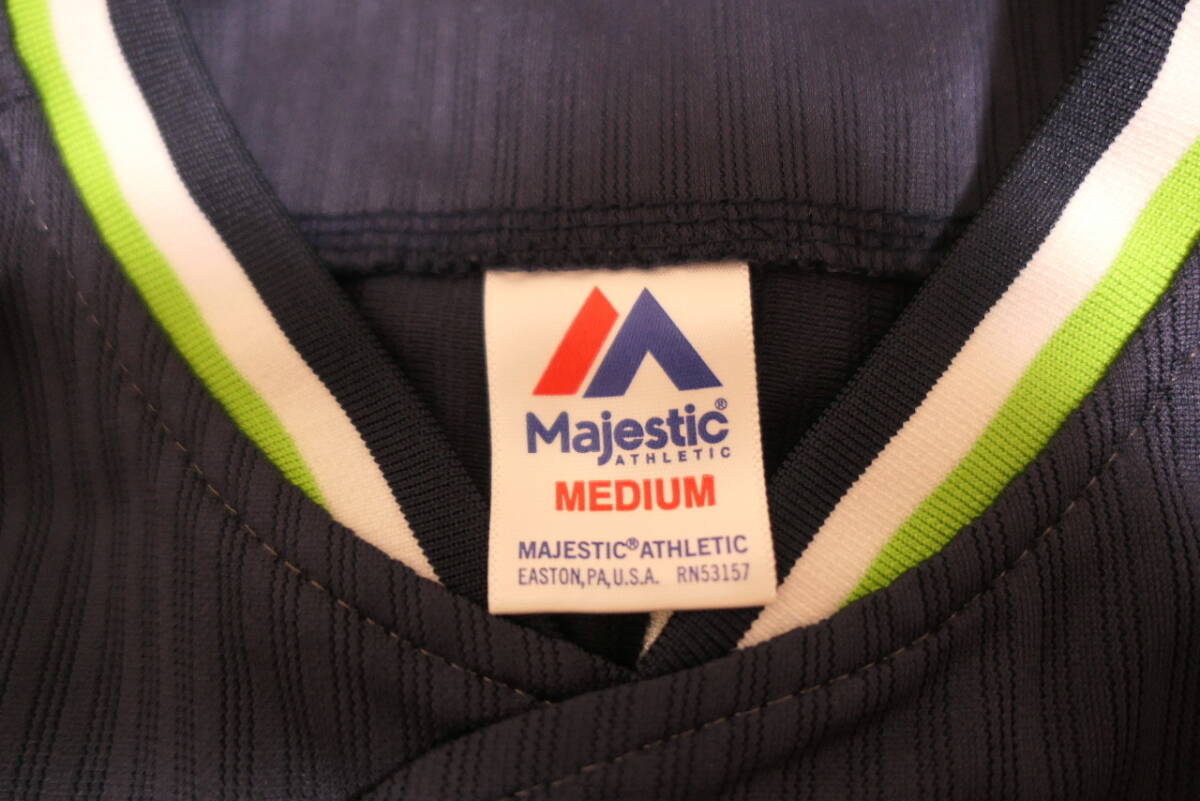 Majestic®
ATHLETIC
MEDIUM
MAJESTIC® ATHLETIC
EASTON, PA, U.S.A. RN53157